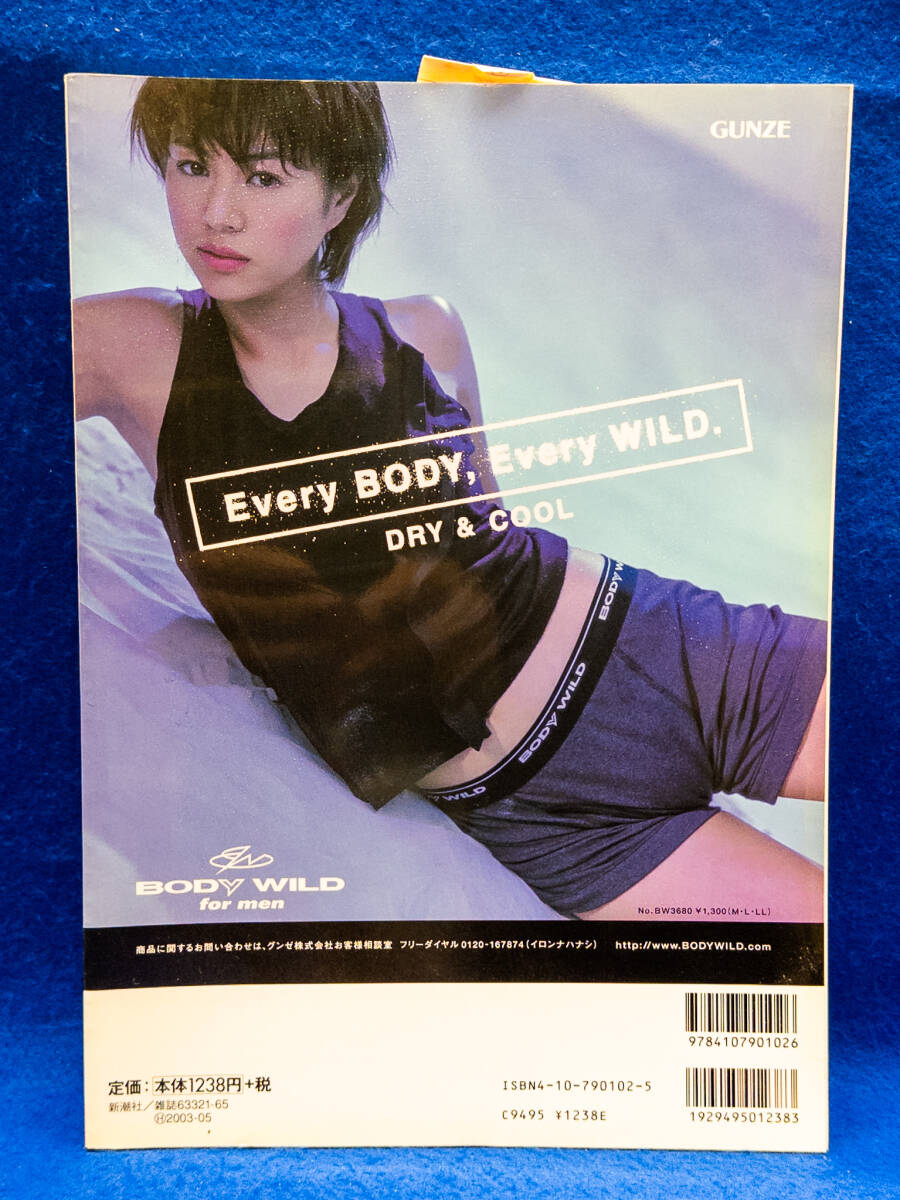 GUNZE
Every BODY, Every WILD.
DRY & COOL
BODY W
BODY WILD
Y WILD
BODY WILD
for men
No.BW3680 ¥1,300(M・L・LL)
商品に関するお問い合わせは、グンゼ株式会社お客様相談室 フリーダイヤル 0120-167874(イロンナハナシ) http://www.BODYWILD.com
9784107901026
定価:本体1238円+税
新潮社/雑誌63321-65
Ⓗ2003-05
ISBN4-10-790102-5
C9495 ¥1238E
1929495012383